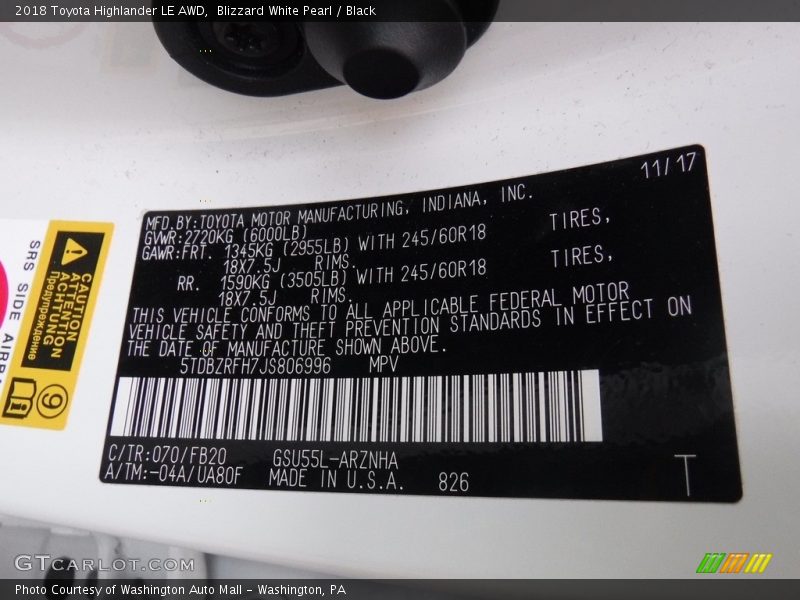 2018 Toyota Highlander LE AWD,  Blizzard White Pearl / Black
11/17
MFD.BY:TOYOTA MOTOR MANUFACTURING, INDIANA, INC.
GVWR:2720KG (6000LB)
GAWR:FRT. 1345KG (2955LB) WITH 245/60R18 TIRES,
18X7.5J RIMS.
RR. 1590KG (3505LB) WITH 245/60R18 TIRES,
18X7.5J RIMS.
THIS VEHICLE CONFORMS TO ALL APPLICABLE FEDERAL MOTOR
VEHICLE SAFETY AND THEFT PREVENTION STANDARDS IN EFFECT ON
THE DATE OF MANUFACTURE SHOWN ABOVE.
5TDBZRFH7JS806996 MPV
C/TR:070/FB20 GSU55L-ARZNHA
A/TM:-04A/UA80F MADE IN U.S.A. 826 T
SRS SIDE AIRB
CAUTION
ATTENTION
ACHTUNG
Предупреждение
9
GTCARLOT.COM
Photo Courtesy of Washington Auto Mall - Washington, PA